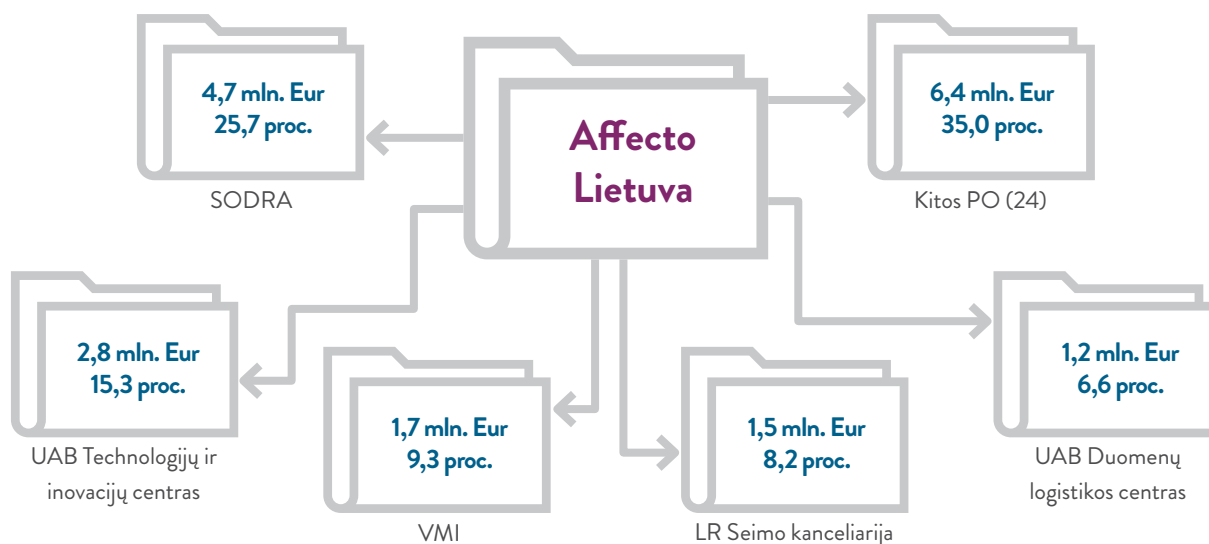 4,7 mln. Eur
25,7 proc.
SODRA
Affecto
Lietuva
6,4 mln. Eur
35,0 proc.
Kitos PO (24)
2,8 mln. Eur
15,3 proc.
UAB Technologijų ir
inovacijų centras
1,7 mln. Eur
9,3 proc.
VMI
1,5 mln. Eur
8,2 proc.
LR Seimo kanceliarija
1,2 mln. Eur
6,6 proc.
UAB Duomenų
logistikos centras